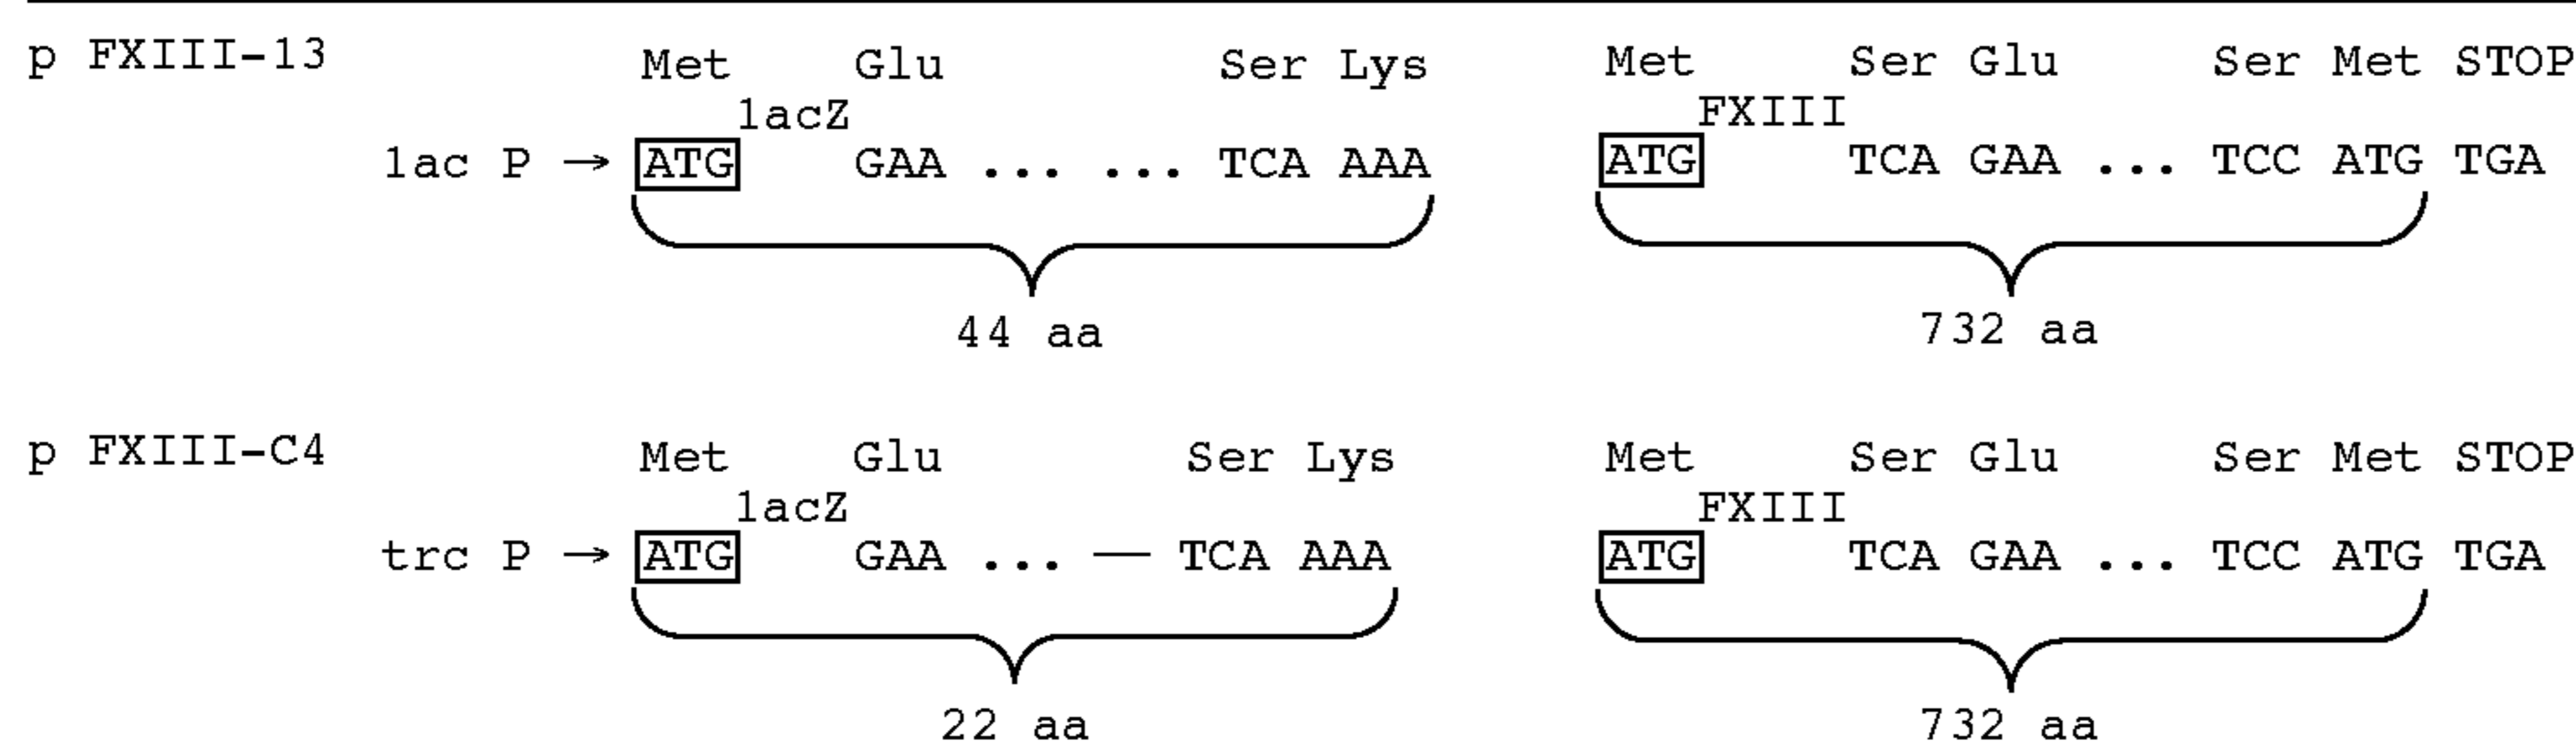 p FXIII-13 Met Glu Ser Lys Met Ser Glu Ser Met STOP
lacZ FXIII
lac P → ATG GAA ... ... TCA AAA ATG TCA GAA ... TCC ATG TGA
44 aa 732 aa
p FXIII-C4 Met Glu Ser Lys Met Ser Glu Ser Met STOP
lacZ FXIII
trc P → ATG GAA ... — TCA AAA ATG TCA GAA ... TCC ATG TGA
22 aa 732 aa